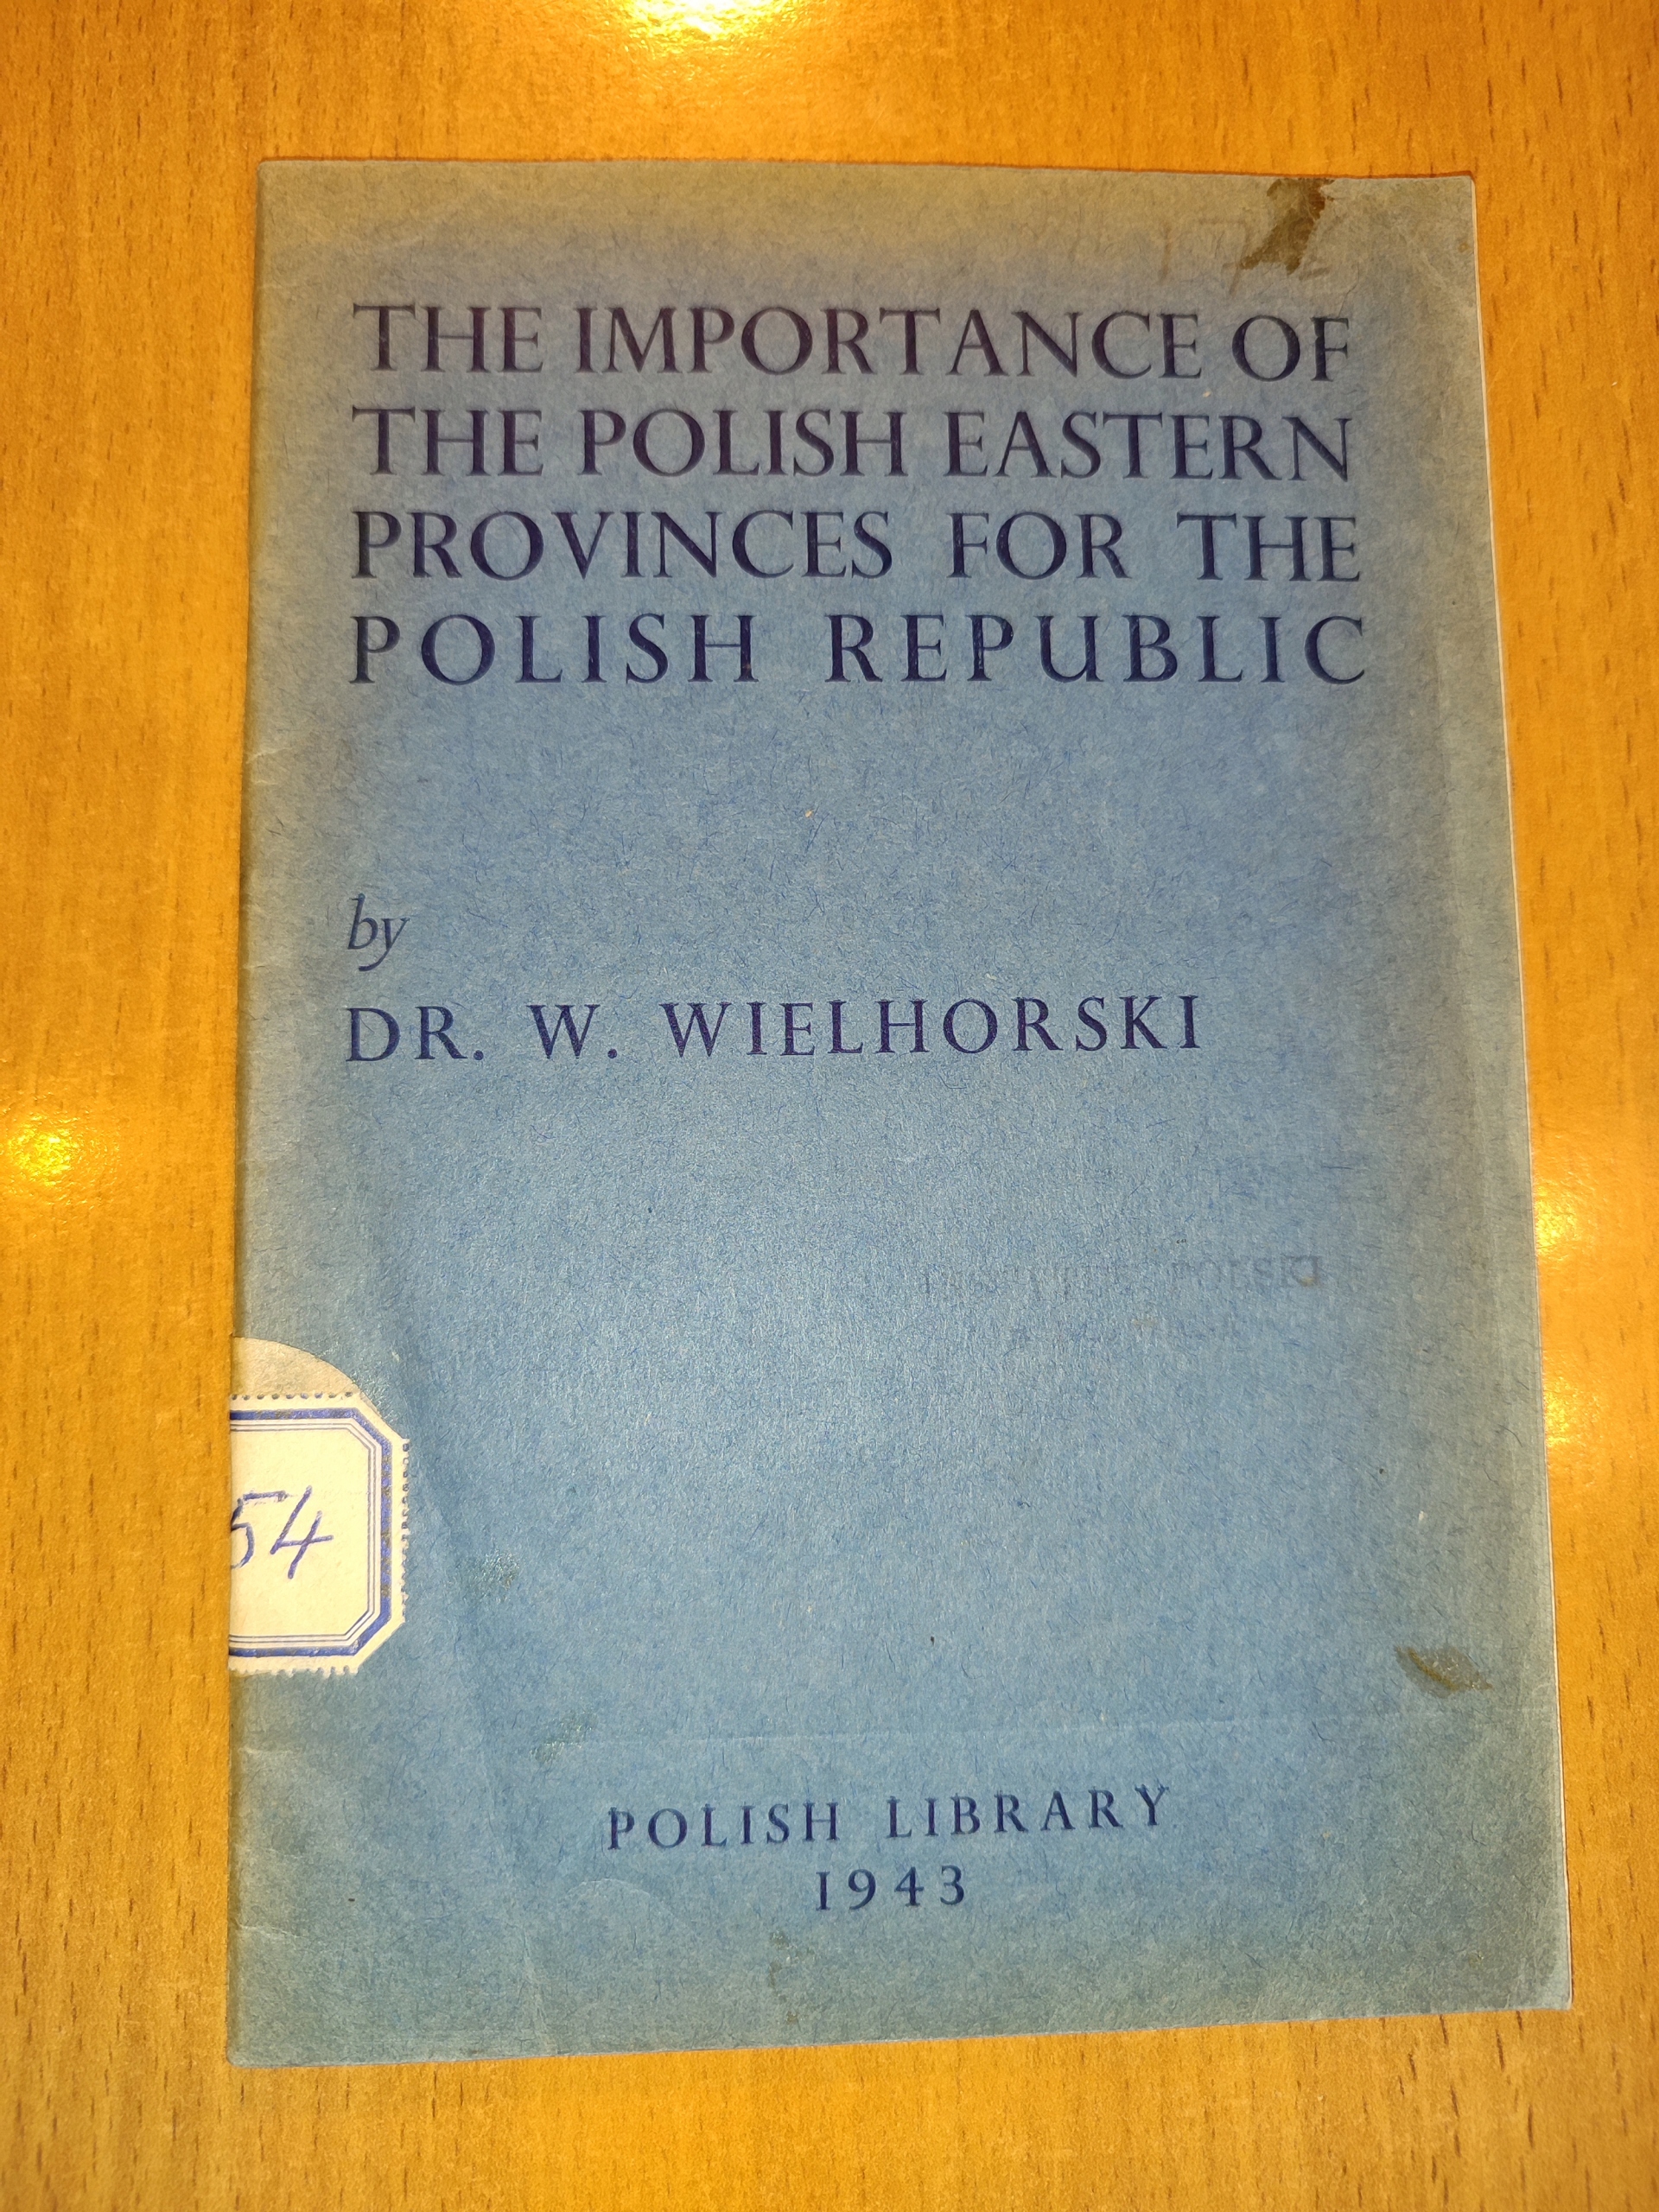 THE IMPORTANCE OF
THE POLISH EASTERN
PROVINCES FOR THE
POLISH REPUBLIC
by
DR. W. WIELHORSKI
54
POLISH LIBRARY
1943